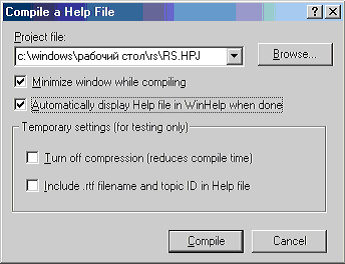 Compile a Help File
Project file:
c:\windows\рабочий стол\rs\RS.HPJ
Browse...
Minimize window while compiling
Automatically display Help file in WinHelp when done
Temporary settings (for testing only)
Turn off compression (reduces compile time)
Include .rtf filename and topic ID in Help file
Compile
Cancel